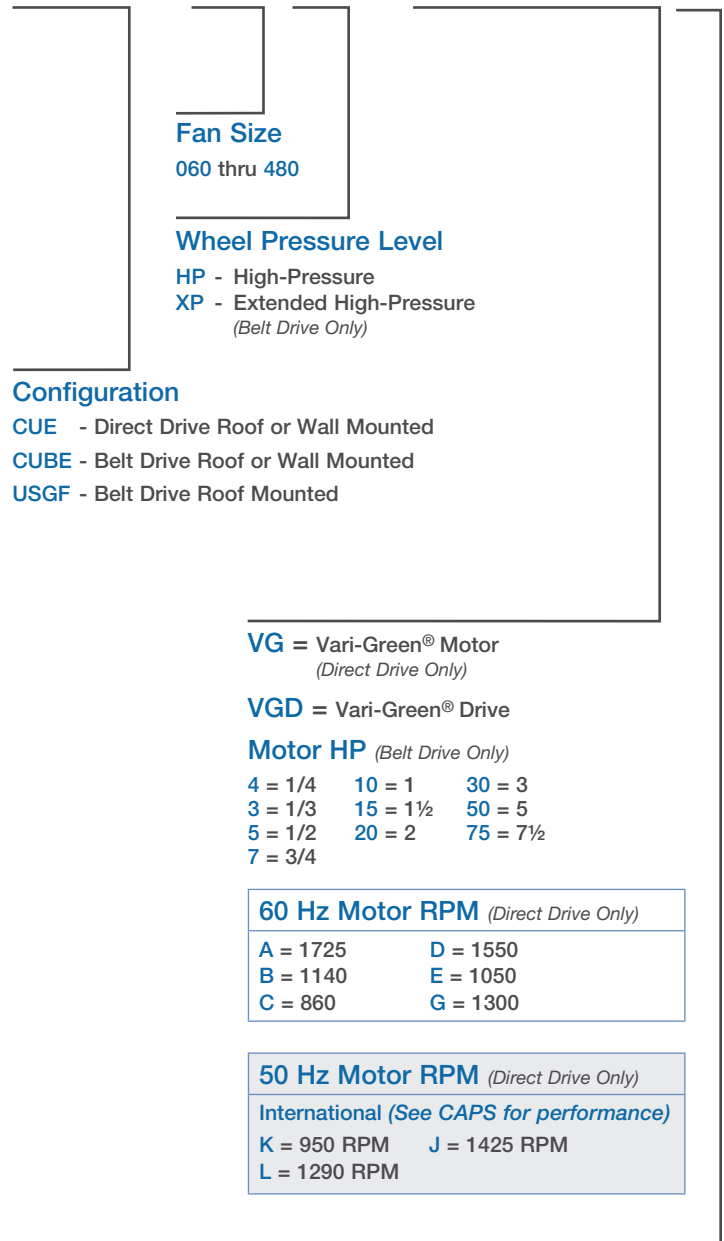 Fan Size
060 thru 480
Wheel Pressure Level
HP - High-Pressure
XP - Extended High-Pressure
(Belt Drive Only)
Configuration
CUE - Direct Drive Roof or Wall Mounted
CUBE - Belt Drive Roof or Wall Mounted
USGF - Belt Drive Roof Mounted
VG = Vari-Green® Motor
(Direct Drive Only)
VGD = Vari-Green® Drive
Motor HP (Belt Drive Only)
4 = 1/4 10 = 1 30 = 3
3 = 1/3 15 = 1½ 50 = 5
5 = 1/2 20 = 2 75 = 7½
7 = 3/4
60 Hz Motor RPM (Direct Drive Only)
A = 1725 D = 1550
B = 1140 E = 1050
C = 860 G = 1300
50 Hz Motor RPM (Direct Drive Only)
International (See CAPS for performance)
K = 950 RPM J = 1425 RPM
L = 1290 RPM